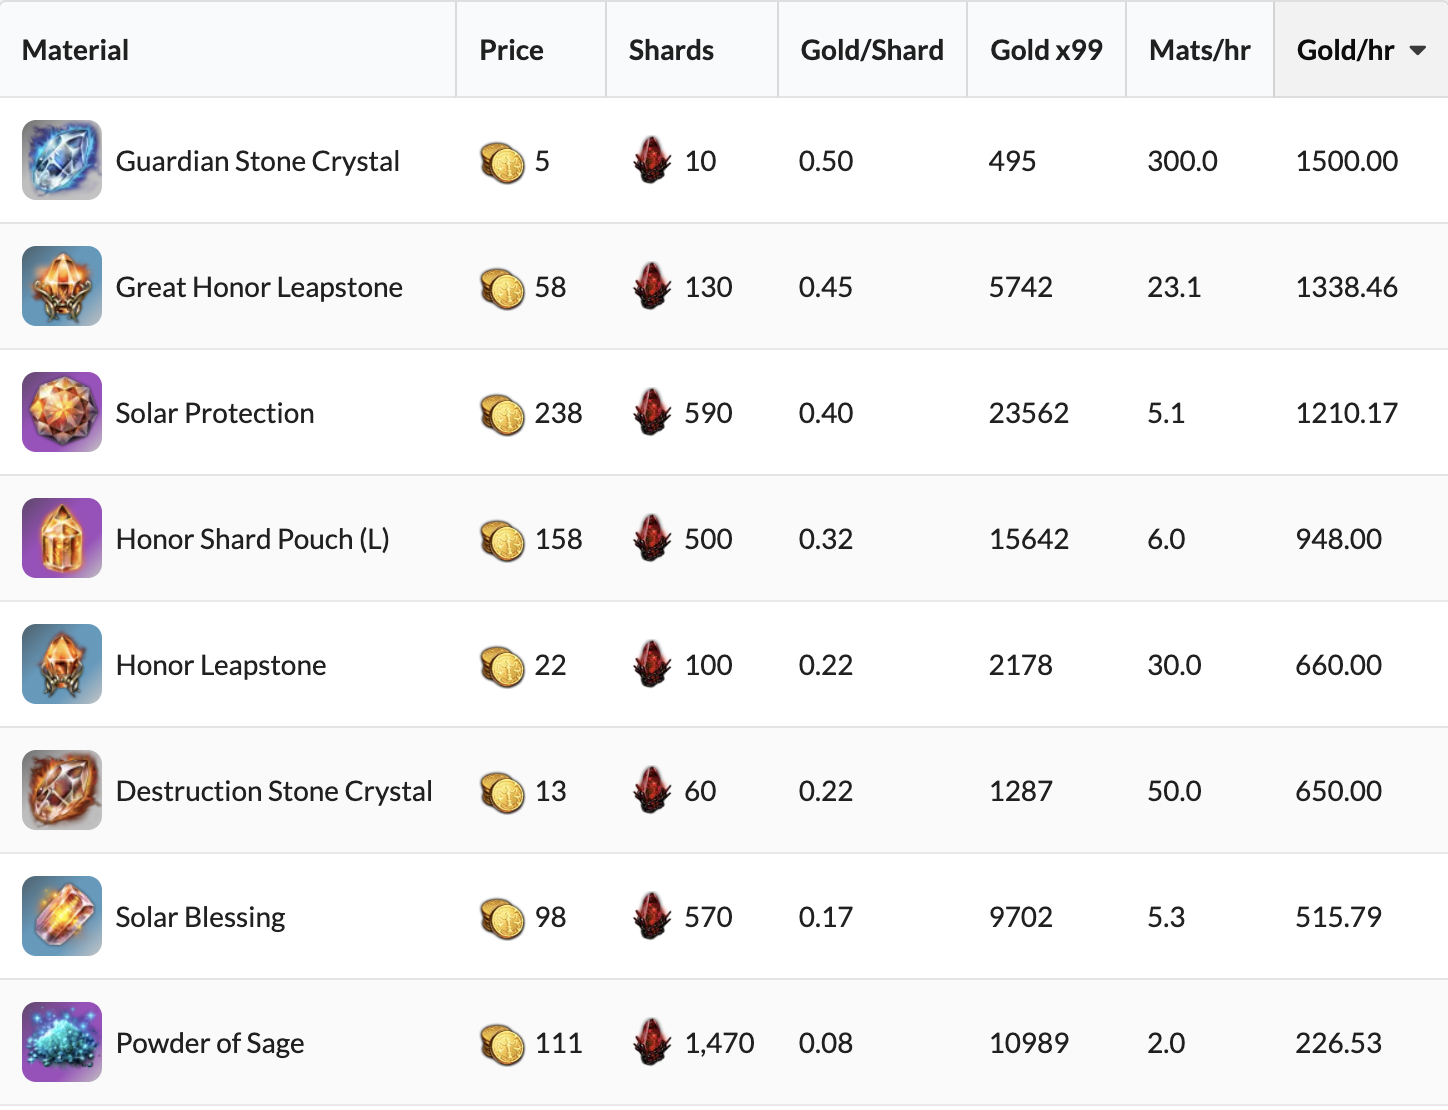 Material Price Shards Gold/Shard Gold x99 Mats/hr Gold/hr
Guardian Stone Crystal 5 10 0.50 495 300.0 1500.00
Great Honor Leapstone 58 130 0.45 5742 23.1 1338.46
Solar Protection 238 590 0.40 23562 5.1 1210.17
Honor Shard Pouch (L) 158 500 0.32 15642 6.0 948.00
Honor Leapstone 22 100 0.22 2178 30.0 660.00
Destruction Stone Crystal 13 60 0.22 1287 50.0 650.00
Solar Blessing 98 570 0.17 9702 5.3 515.79
Powder of Sage 111 1,470 0.08 10989 2.0 226.53